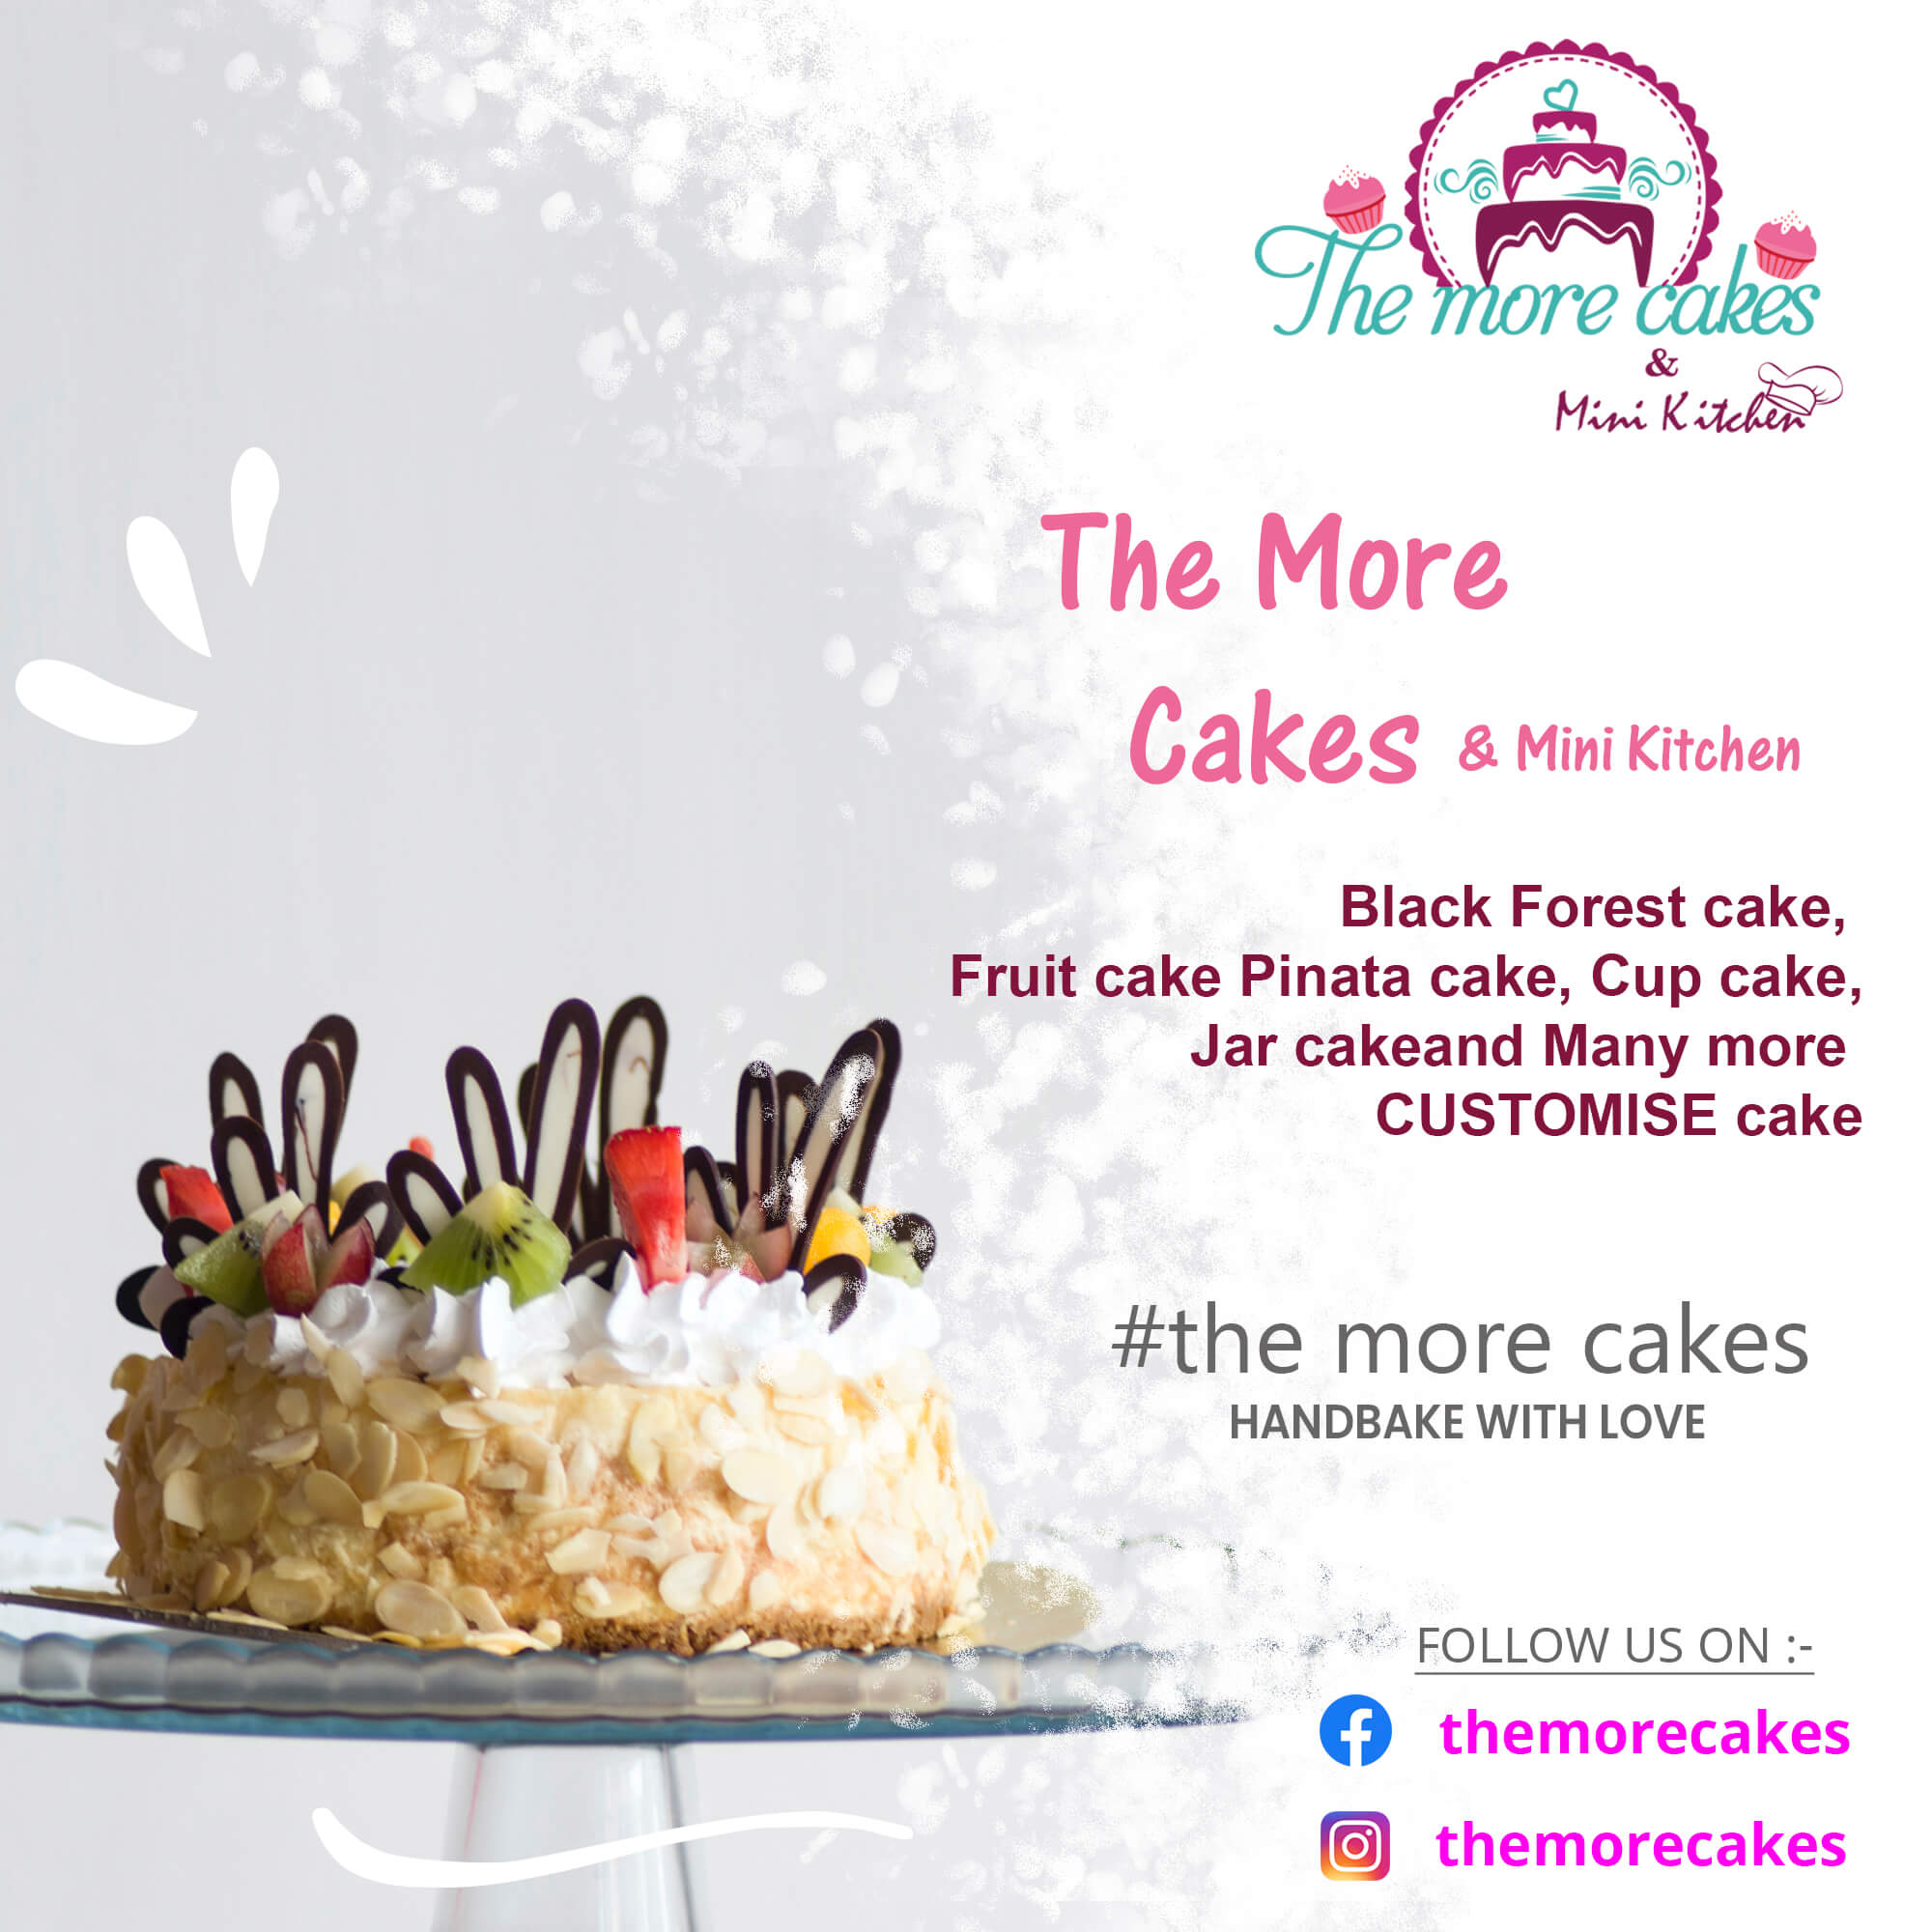 The more cakes
&
Mini Kitchen
The More
Cakes & Mini Kitchen
Black Forest cake,
Fruit cake Pinata cake, Cup cake,
Jar cakeand Many more
CUSTOMISE cake
#the more cakes
HANDBAKE WITH LOVE
FOLLOW US ON :-
themorecakes
themorecakes